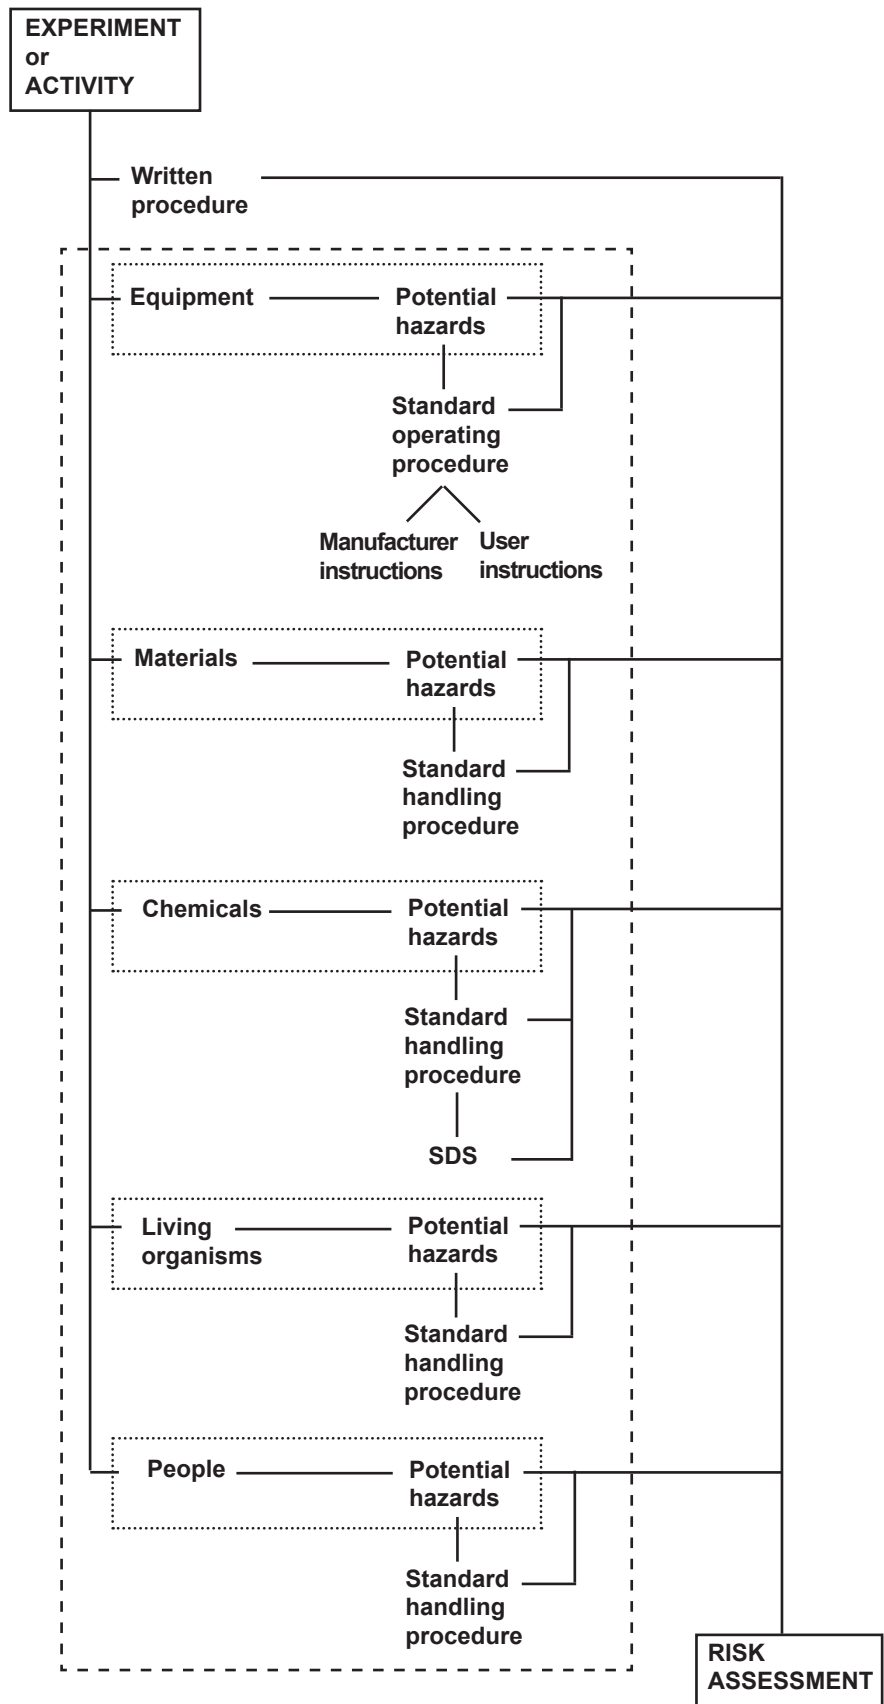 EXPERIMENT
or
ACTIVITY
Written
procedure
Equipment
Potential
hazards
Standard
operating
procedure
Manufacturer
instructions
User
instructions
Materials
Potential
hazards
Standard
handling
procedure
Chemicals
Potential
hazards
Standard
handling
procedure
SDS
Living
organisms
Potential
hazards
Standard
handling
procedure
People
Potential
hazards
Standard
handling
procedure
RISK
ASSESSMENT